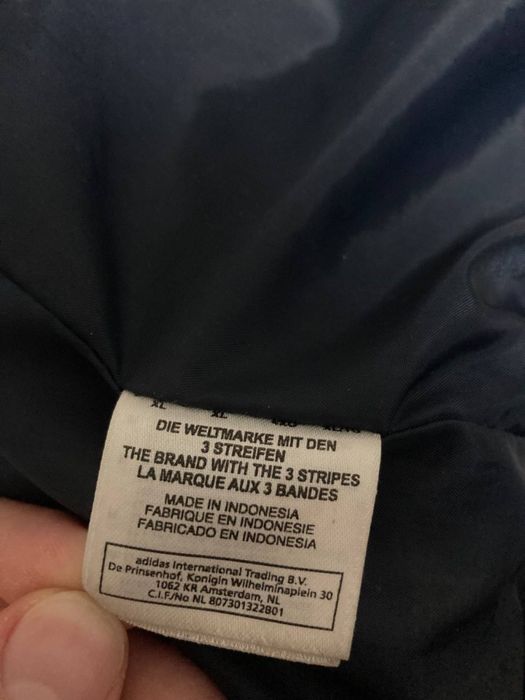 XL XL
DIE WELTMARKE MIT DEN
3 STREIFEN
THE BRAND WITH THE 3 STRIPES
LA MARQUE AUX 3 BANDES
MADE IN INDONESIA
FABRIQUE EN INDONESIE
FABRICADO EN INDONESIA
adidas International Trading B.V.
De Prinsenhof, Konigin Wilhelminaplein 30
1062 KR Amsterdam, NL
C.I.F/No NL 807301322B01